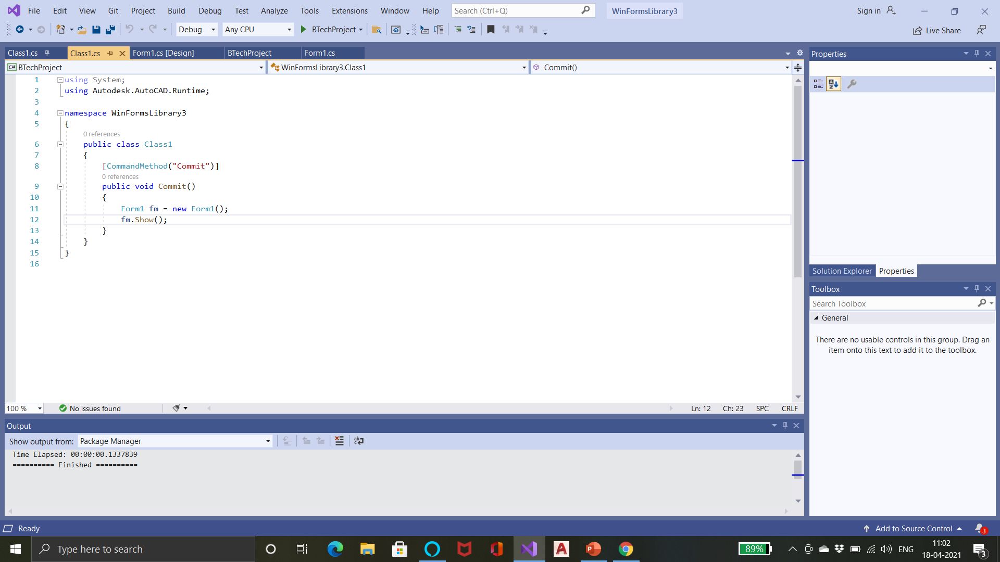 File Edit View Git Project Build Debug Test Analyze Tools Extensions Window Help Search (Ctrl+Q) WinFormsLibrary3 Sign in
Debug Any CPU BTechProject Live Share
Class1.cs Class1.cs Form1.cs [Design] BTechProject Form1.cs
BTechProject WinFormsLibrary3.Class1 Commit()
1 using System;
2 using Autodesk.AutoCAD.Runtime;
3
4 namespace WinFormsLibrary3
5 {
0 references
6 public class Class1
7 {
8 [CommandMethod("Commit")]
0 references
9 public void Commit()
10 {
11 Form1 fm = new Form1();
12 fm.Show();
13 }
14 }
15 }
16
100 % No issues found Ln: 12 Ch: 23 SPC CRLF
Output
Show output from: Package Manager
Time Elapsed: 00:00:00.1337839
========== Finished ==========
Properties
Solution Explorer Properties
Toolbox
Search Toolbox
General
There are no usable controls in this group. Drag an
item onto this text to add it to the toolbox.
Ready Add to Source Control 3
Type here to search 89% ENG 11:02
18-04-2021 3